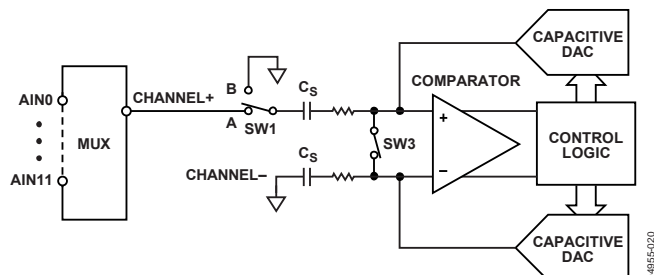 CAPACITIVE
DAC
COMPARATOR
B
C_S
CHANNEL+
AIN0
A
SW1
+
MUX
SW3
CONTROL
LOGIC
AIN11
C_S
CHANNEL–
–
CAPACITIVE
DAC
4955-020